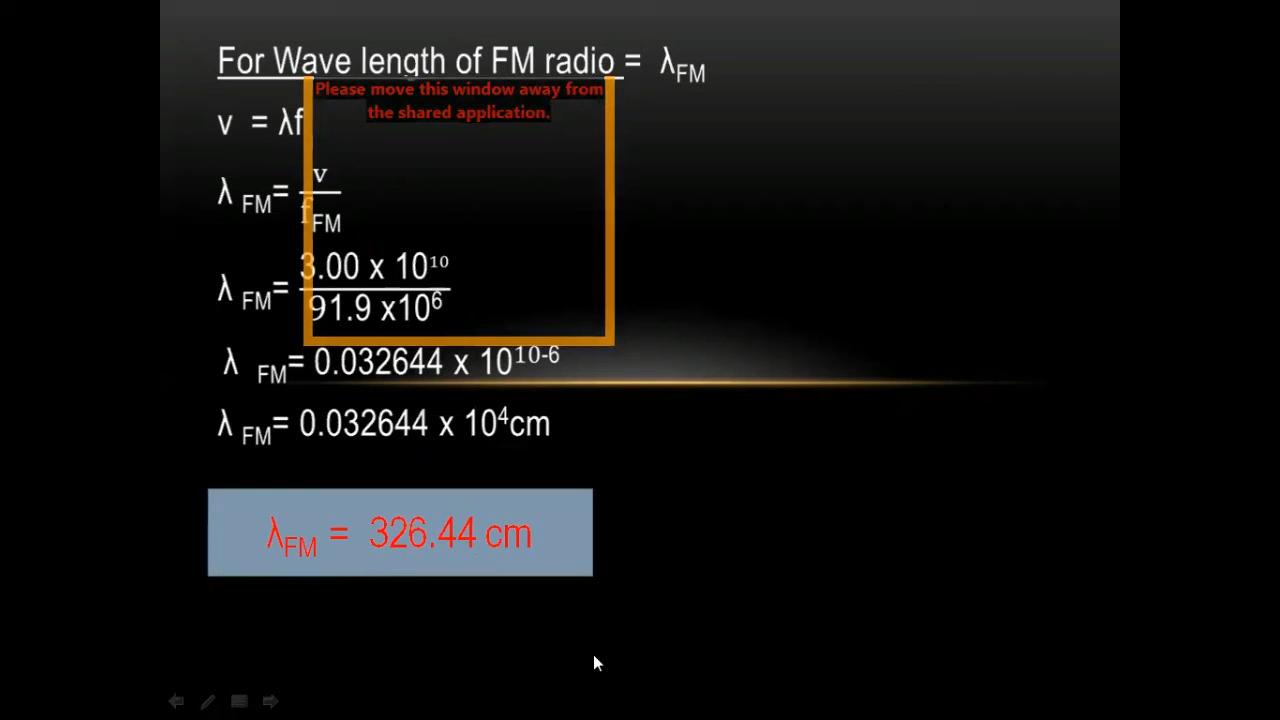 For Wave length of FM radio = λFM
Please move this window away from
the shared application.
v = λf
λ FM= v
fFM
λ FM= 3.00 x 10¹⁰
91.9 x10⁶
λ FM= 0.032644 x 10¹⁰⁻⁶
λ FM= 0.032644 x 10⁴cm
λFM = 326.44 cm